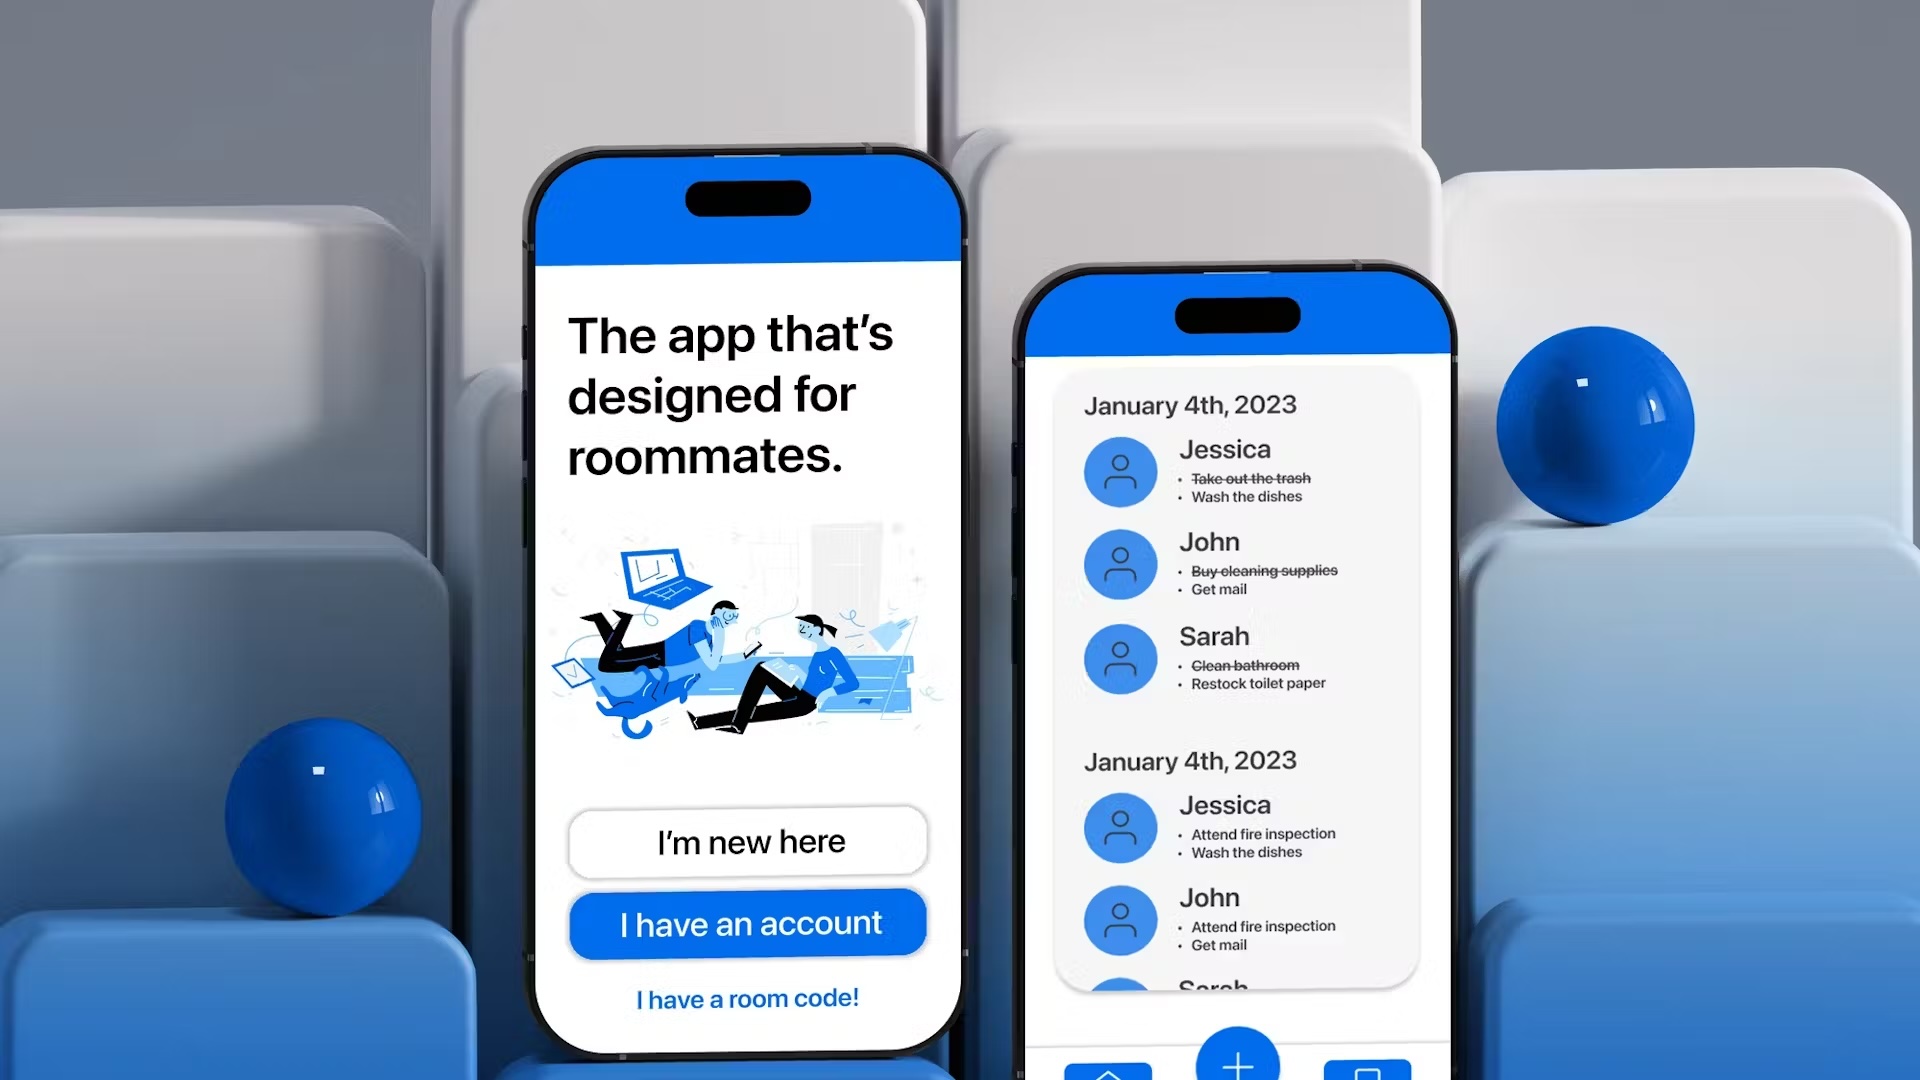 The app that's
designed for
roommates.
I'm new here
I have an account
I have a room code!
January 4th, 2023
Jessica
• Take out the trash
• Wash the dishes
John
• Buy cleaning supplies
• Get mail
Sarah
• Clean bathroom
• Restock toilet paper
January 4th, 2023
Jessica
• Attend fire inspection
• Wash the dishes
John
• Attend fire inspection
• Get mail
Sarah